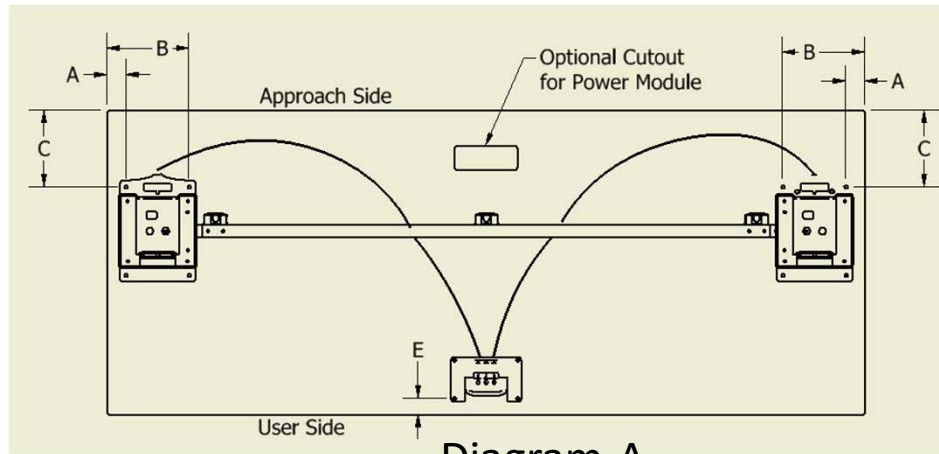 B
A
Approach Side
Optional Cutout
for Power Module
B
A
C
C
E
User Side
Diagram A